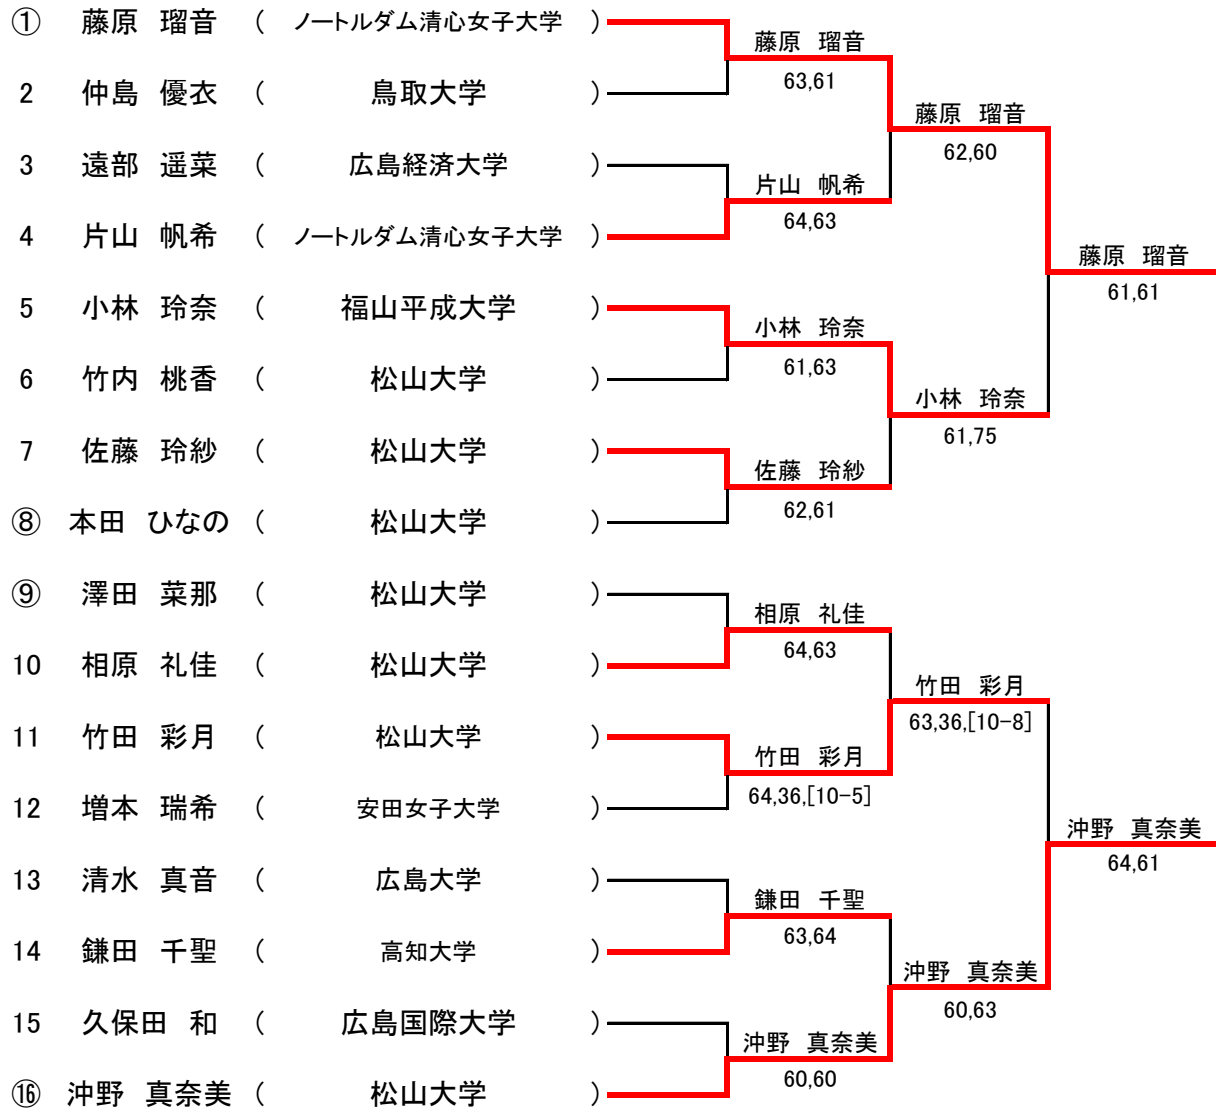 ① 藤原 瑠音 ( ノートルダム清心女子大学 )
藤原 瑠音
63,61
2 仲島 優衣 ( 鳥取大学 )
藤原 瑠音
62,60
3 遠部 遥菜 ( 広島経済大学 )
片山 帆希
64,63
4 片山 帆希 ( ノートルダム清心女子大学 )
藤原 瑠音
61,61
5 小林 玲奈 ( 福山平成大学 )
小林 玲奈
61,63
6 竹内 桃香 ( 松山大学 )
小林 玲奈
61,75
7 佐藤 玲紗 ( 松山大学 )
佐藤 玲紗
62,61
⑧ 本田 ひなの ( 松山大学 )
⑨ 澤田 菜那 ( 松山大学 )
相原 礼佳
64,63
10 相原 礼佳 ( 松山大学 )
竹田 彩月
63,36,[10-8]
11 竹田 彩月 ( 松山大学 )
竹田 彩月
64,36,[10-5]
12 増本 瑞希 ( 安田女子大学 )
沖野 真奈美
64,61
13 清水 真音 ( 広島大学 )
鎌田 千聖
63,64
14 鎌田 千聖 ( 高知大学 )
沖野 真奈美
60,63
15 久保田 和 ( 広島国際大学 )
沖野 真奈美
60,60
⑯ 沖野 真奈美 ( 松山大学 )